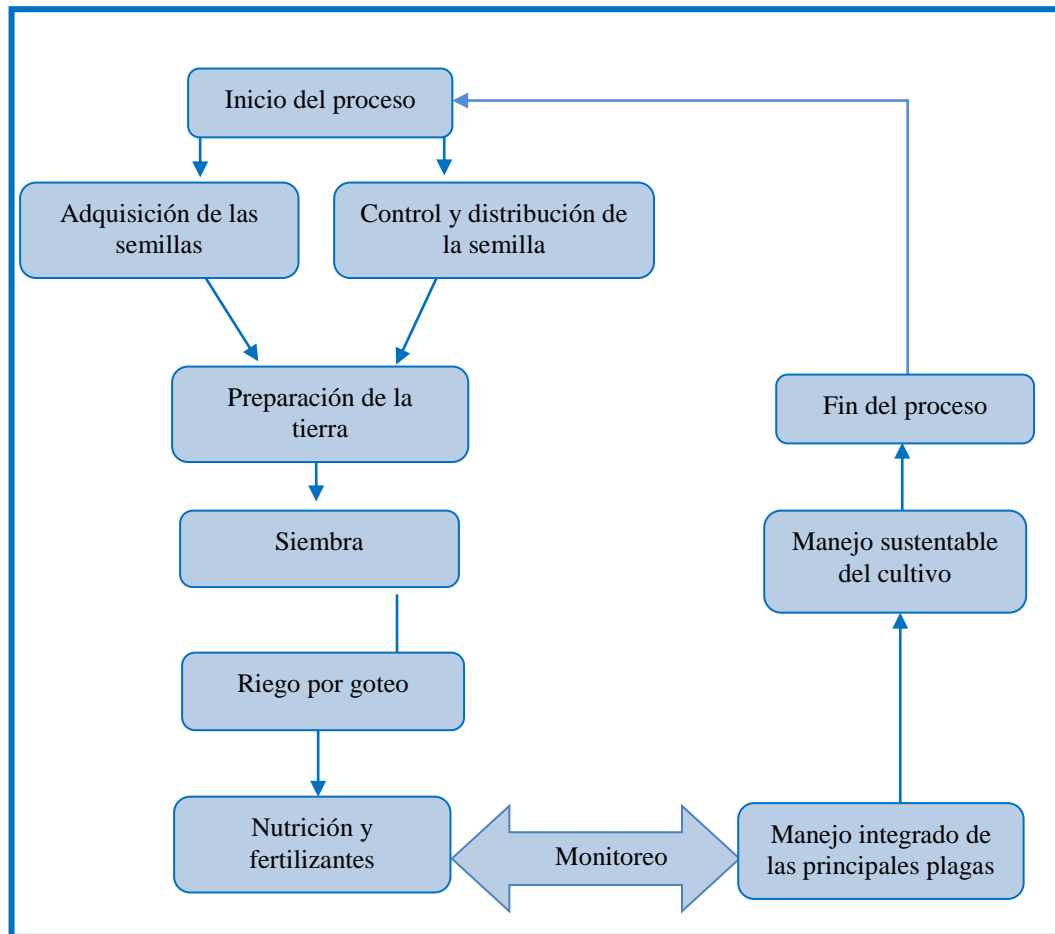 Inicio del proceso
Adquisición de las
semillas
Control y distribución de
la semilla
Preparación de la
tierra
Siembra
Riego por goteo
Nutrición y
fertilizantes
Monitoreo
Manejo integrado de
las principales plagas
Manejo sustentable
del cultivo
Fin del proceso